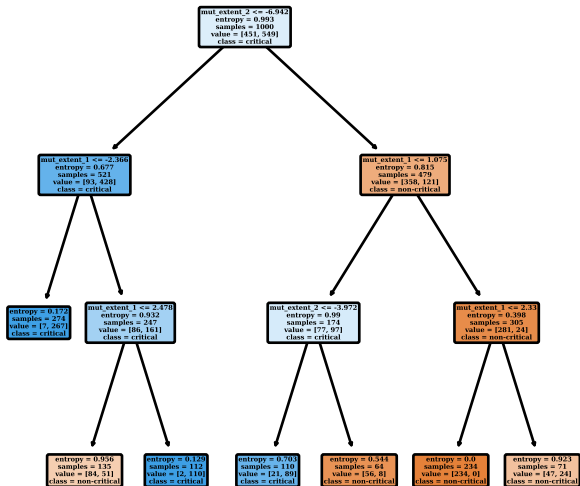 mut_extent_2 <= -6.942
entropy = 0.993
samples = 1000
value = [451, 549]
class = critical
mut_extent_1 <= -2.366
entropy = 0.677
samples = 521
value = [93, 428]
class = critical
mut_extent_1 <= 1.075
entropy = 0.815
samples = 479
value = [358, 121]
class = non-critical
entropy = 0.172
samples = 274
value = [7, 267]
class = critical
mut_extent_1 <= 2.478
entropy = 0.932
samples = 247
value = [86, 161]
class = critical
mut_extent_2 <= -3.972
entropy = 0.99
samples = 174
value = [77, 97]
class = critical
mut_extent_1 <= 2.33
entropy = 0.398
samples = 305
value = [281, 24]
class = non-critical
entropy = 0.956
samples = 135
value = [84, 51]
class = non-critical
entropy = 0.129
samples = 112
value = [2, 110]
class = critical
entropy = 0.703
samples = 110
value = [21, 89]
class = critical
entropy = 0.544
samples = 64
value = [56, 8]
class = non-critical
entropy = 0.0
samples = 234
value = [234, 0]
class = non-critical
entropy = 0.923
samples = 71
value = [47, 24]
class = non-critical